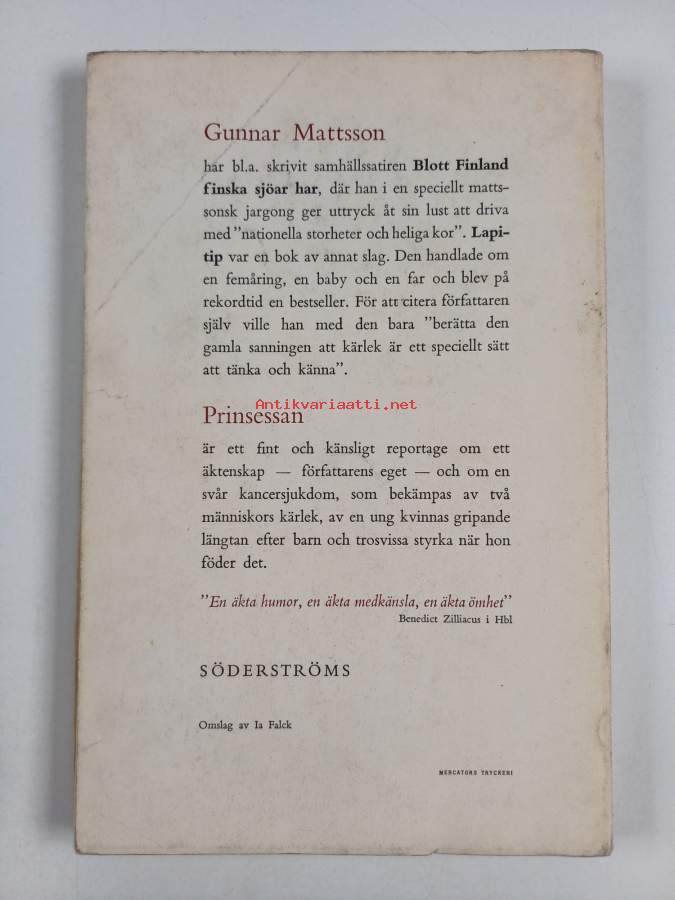 Gunnar Mattsson
har bl.a. skrivit samhällssatiren Blott Finland
finska sjöar har, där han i en speciellt matts-
sonsk jargong ger uttryck åt sin lust att driva
med "nationella storheter och heliga kor". Lapi-
tip var en bok av annat slag. Den handlade om
en femåring, en baby och en far och blev på
rekordtid en bestseller. För att citera författaren
själv ville han med den bara "berätta den
gamla sanningen att kärlek är ett speciellt sätt
att tänka och känna".
Antikvariaatti.net
Prinsessan
är ett fint och känsligt reportage om ett
äktenskap — författarens eget — och om en
svår kancersjukdom, som bekämpas av två
människors kärlek, av en ung kvinnas gripande
längtan efter barn och trosvissa styrka när hon
föder det.
"En äkta humor, en äkta medkänsla, en äkta ömhet"
Benedict Zilliacus i Hbl
SÖDERSTRÖMS
Omslag av Ia Falck
MERCATORS TRYCKERI